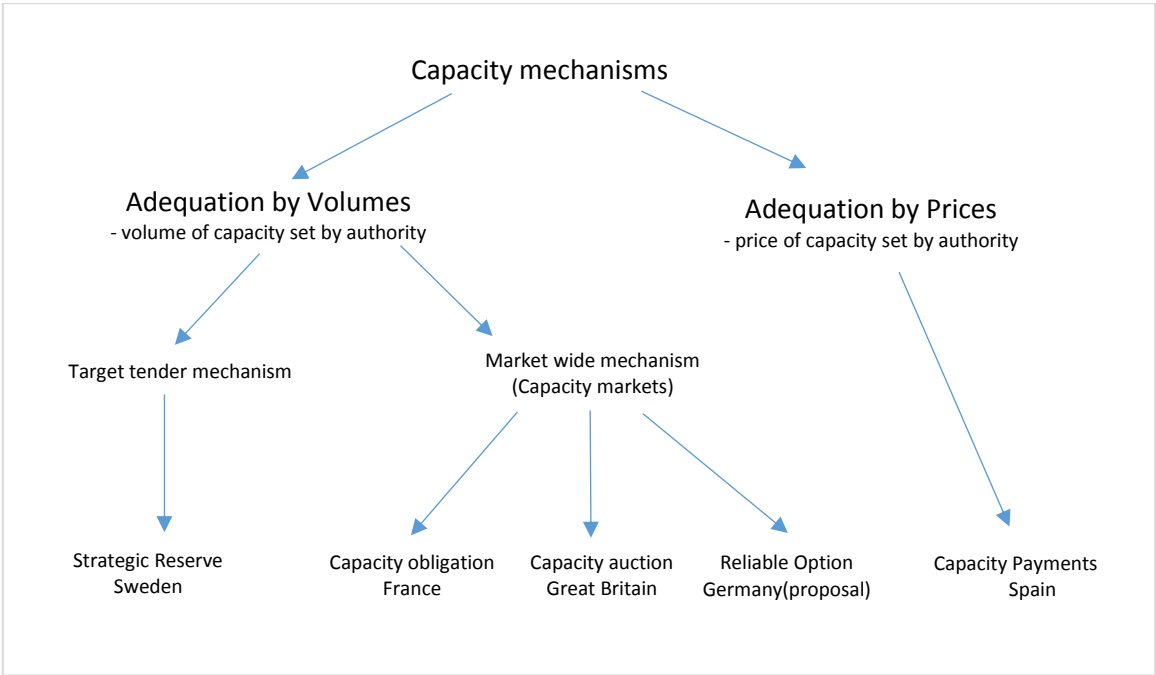 Capacity mechanisms
Adequation by Volumes
- volume of capacity set by authority
Adequation by Prices
- price of capacity set by authority
Target tender mechanism
Market wide mechanism
(Capacity markets)
Strategic Reserve
Sweden
Capacity obligation
France
Capacity auction
Great Britain
Reliable Option
Germany(proposal)
Capacity Payments
Spain